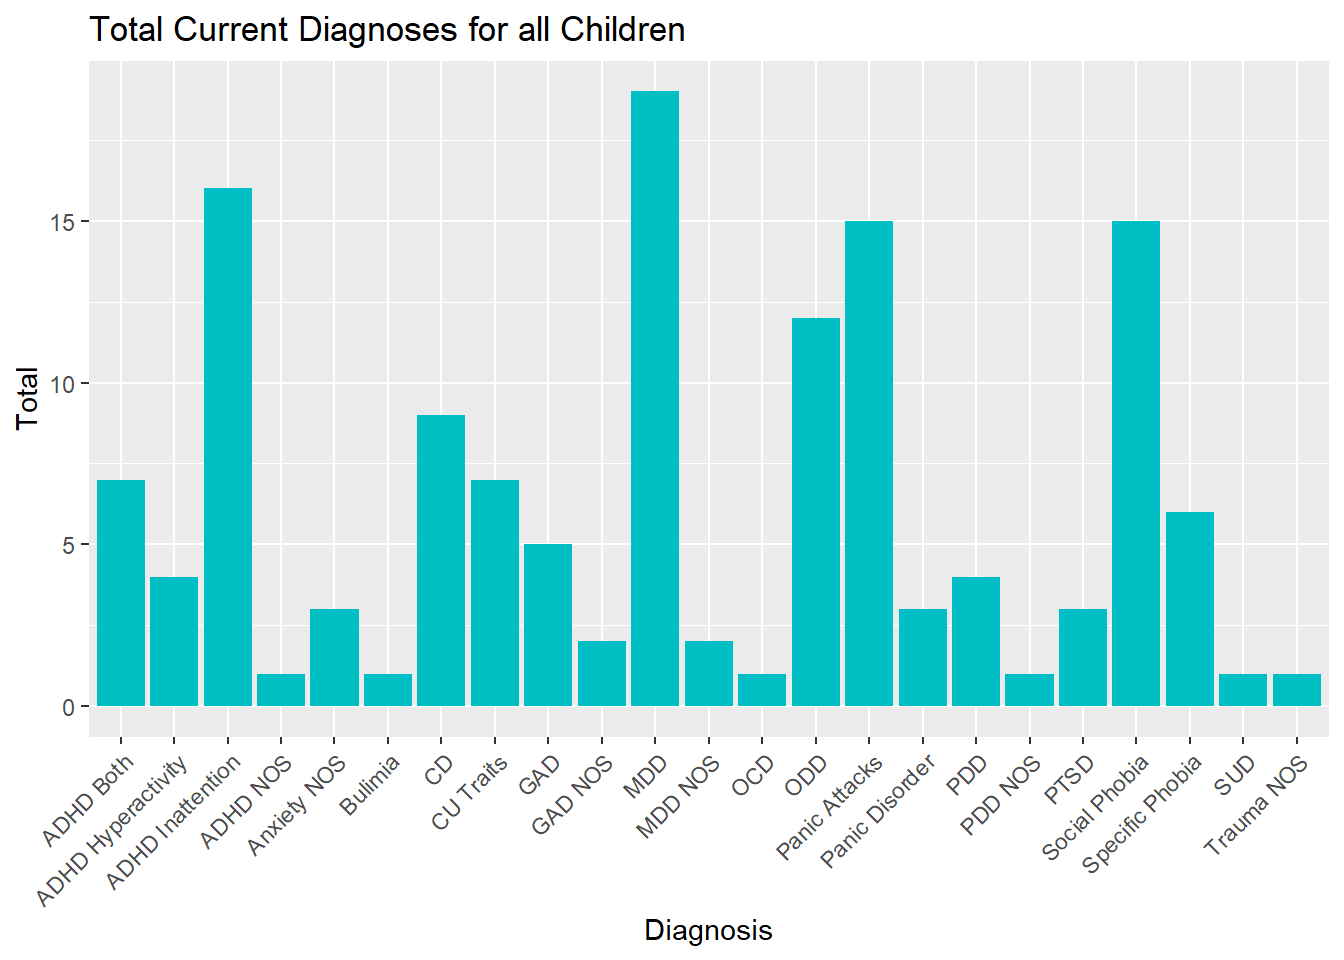 Total Current Diagnoses for all Children
Total
15
10
5
0
ADHD Both
ADHD Hyperactivity
ADHD Inattention
ADHD NOS
Anxiety NOS
Bulimia
CD
CU Traits
GAD
GAD NOS
MDD
MDD NOS
OCD
ODD
Panic Attacks
Panic Disorder
PDD
PDD NOS
PTSD
Social Phobia
Specific Phobia
SUD
Trauma NOS
Diagnosis